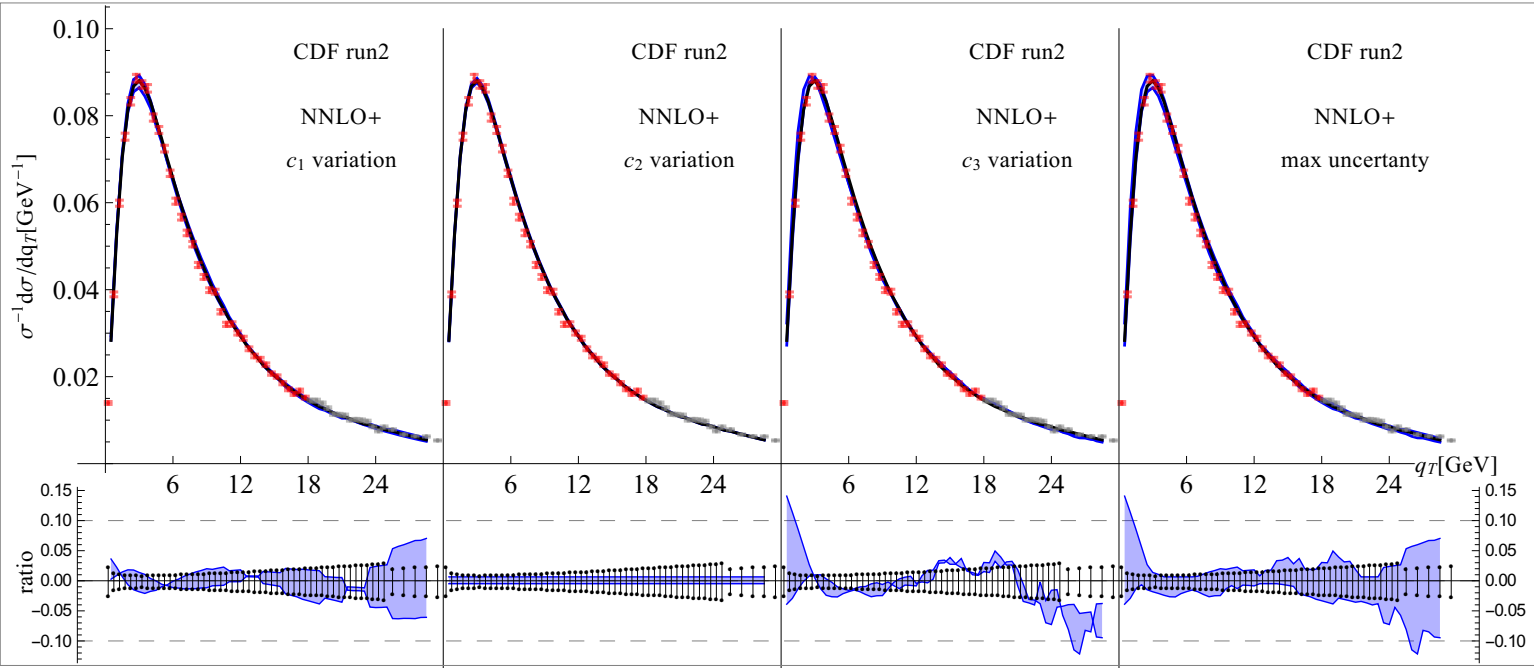 0.10
0.08
0.06
0.04
0.02
σ⁻¹dσ/dq_T[GeV⁻¹]
CDF run2
NNLO+
c₁ variation
CDF run2
NNLO+
c₂ variation
CDF run2
NNLO+
c₃ variation
CDF run2
NNLO+
max uncertanty
6 12 18 24 6 12 18 24 6 12 18 24 6 12 18 24
q_T[GeV]
ratio
0.15
0.10
0.05
0.00
-0.05
-0.10
0.15
0.10
0.05
0.00
-0.05
-0.10